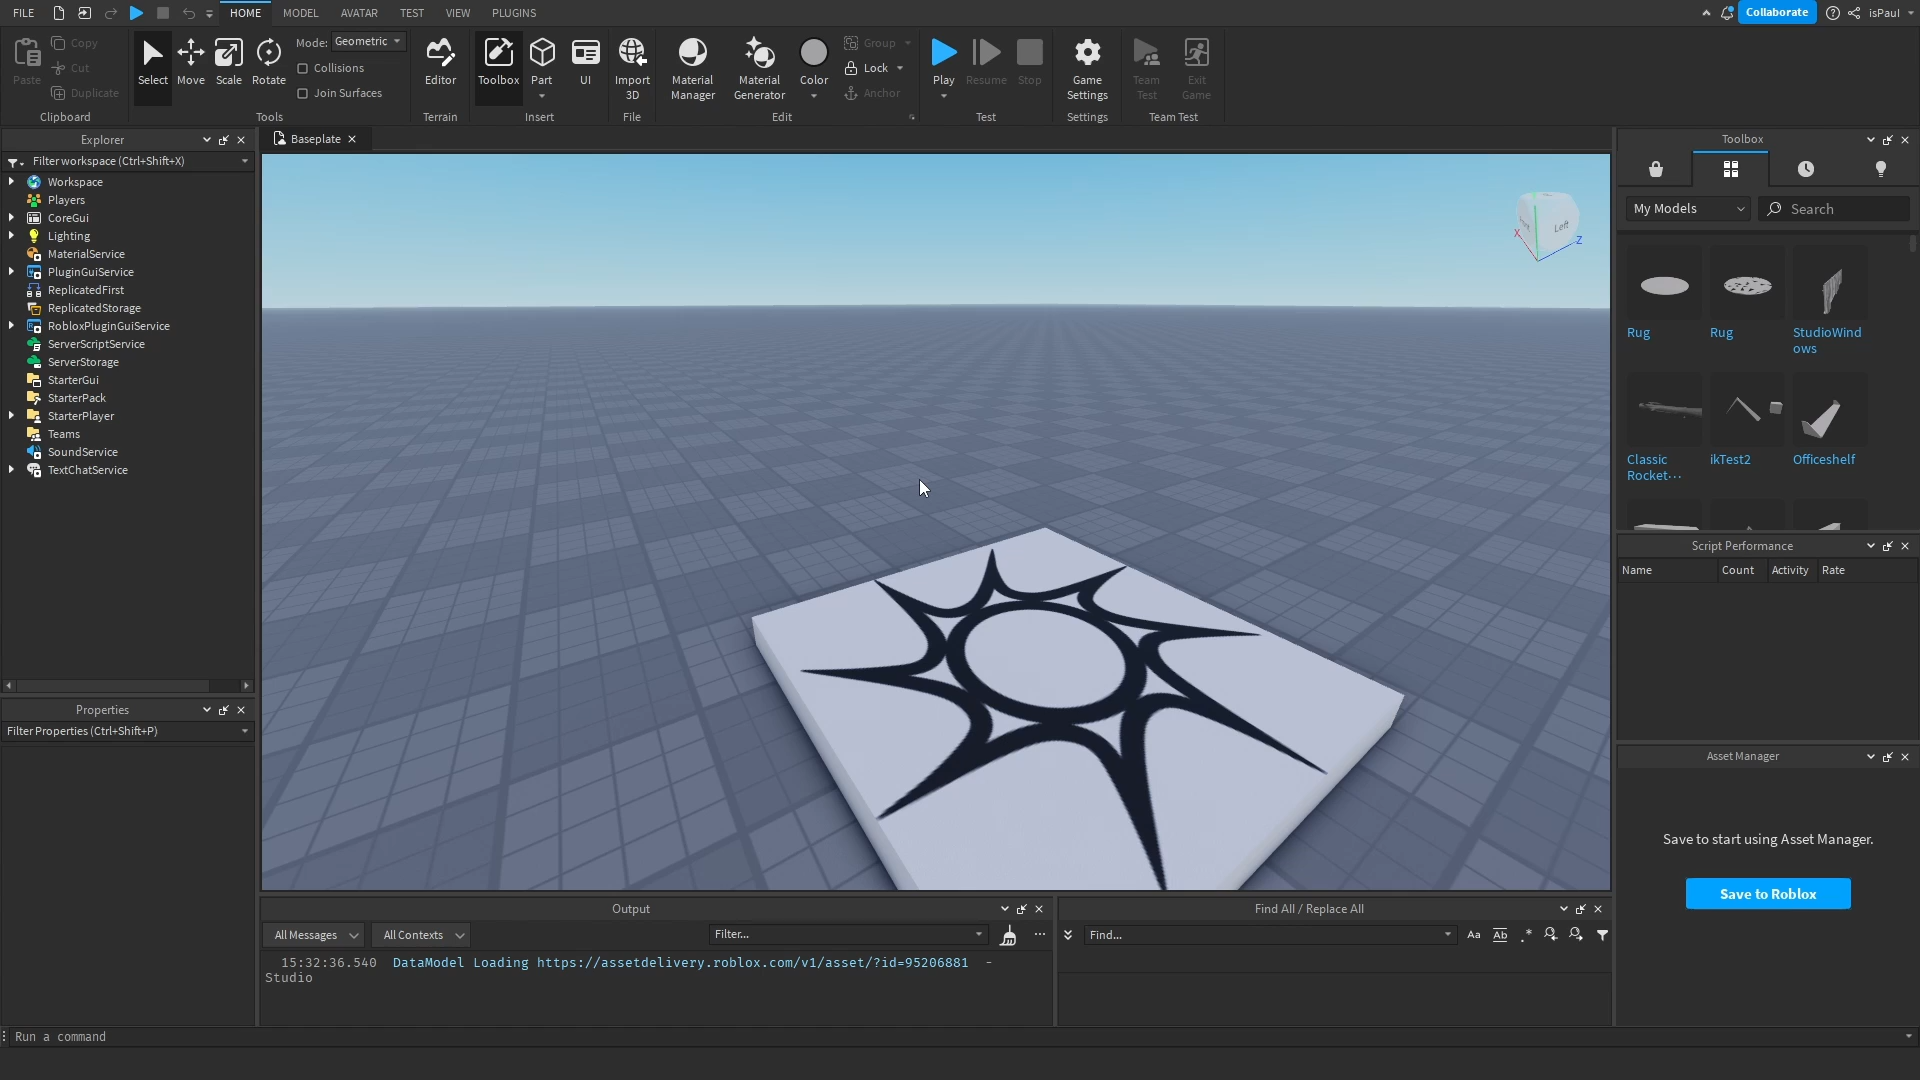 FILE
HOME
MODEL
AVATAR
TEST
VIEW
PLUGINS
Collaborate
isPaul
Paste
Copy
Cut
Duplicate
Clipboard
Select
Move
Scale
Rotate
Mode: Geometric
Collisions
Join Surfaces
Tools
Editor
Terrain
Toolbox
Part
UI
Insert
Import
3D
File
Material
Manager
Material
Generator
Color
Group
Lock
Anchor
Edit
Play
Resume
Stop
Test
Game
Settings
Settings
Team
Test
Exit
Game
Team Test
Explorer
Filter workspace (Ctrl+Shift+X)
Workspace
Players
CoreGui
Lighting
MaterialService
PluginGuiService
ReplicatedFirst
ReplicatedStorage
RobloxPluginGuiService
ServerScriptService
ServerStorage
StarterGui
StarterPack
StarterPlayer
Teams
SoundService
TextChatService
Properties
Filter Properties (Ctrl+Shift+P)
Baseplate
Left
X
Z
Output
All Messages
All Contexts
Filter...
15:32:36.540 DataModel Loading https://assetdelivery.roblox.com/v1/asset/?id=95206881 -
Studio
Find All / Replace All
Find...
Aa
Ab
.*
Toolbox
My Models
Search
Rug
Rug
StudioWind
ows
Classic
Rocket...
ikTest2
Officeshelf
Script Performance
Name
Count
Activity
Rate
Asset Manager
Save to start using Asset Manager.
Save to Roblox
Run a command